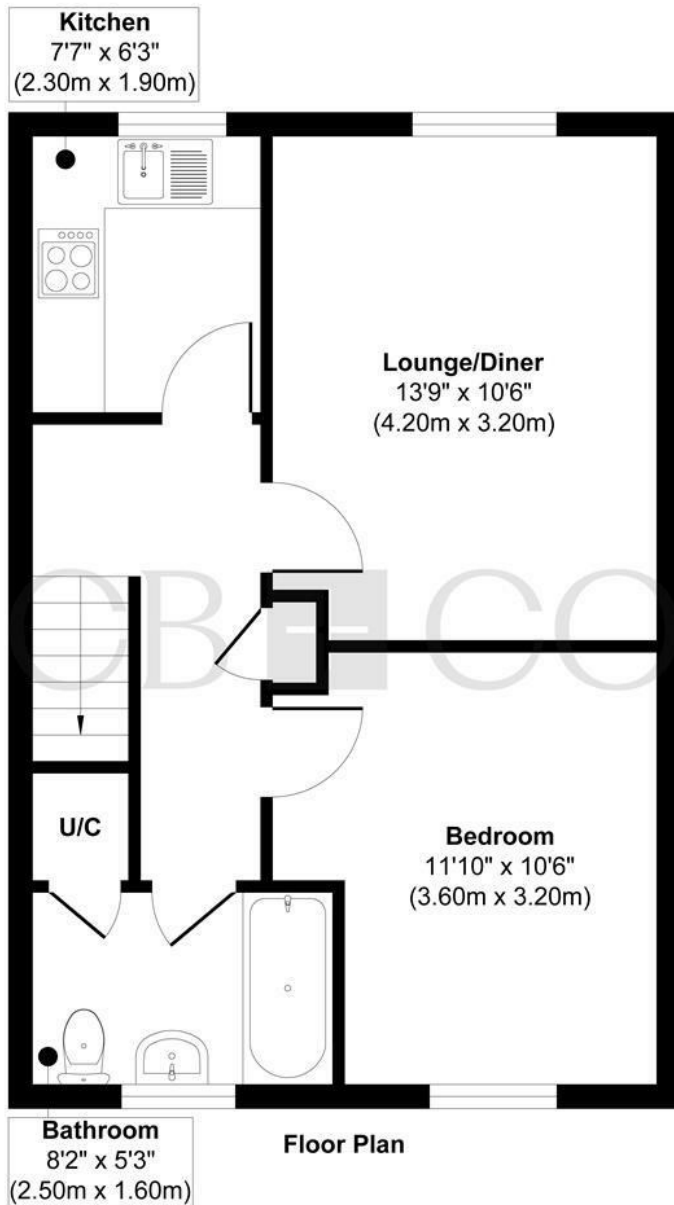 Kitchen
7'7" x 6'3"
(2.30m x 1.90m)
Lounge/Diner
13'9" x 10'6"
(4.20m x 3.20m)
CB CO
U/C
Bedroom
11'10" x 10'6"
(3.60m x 3.20m)
Bathroom
8'2" x 5'3"
(2.50m x 1.60m)
Floor Plan